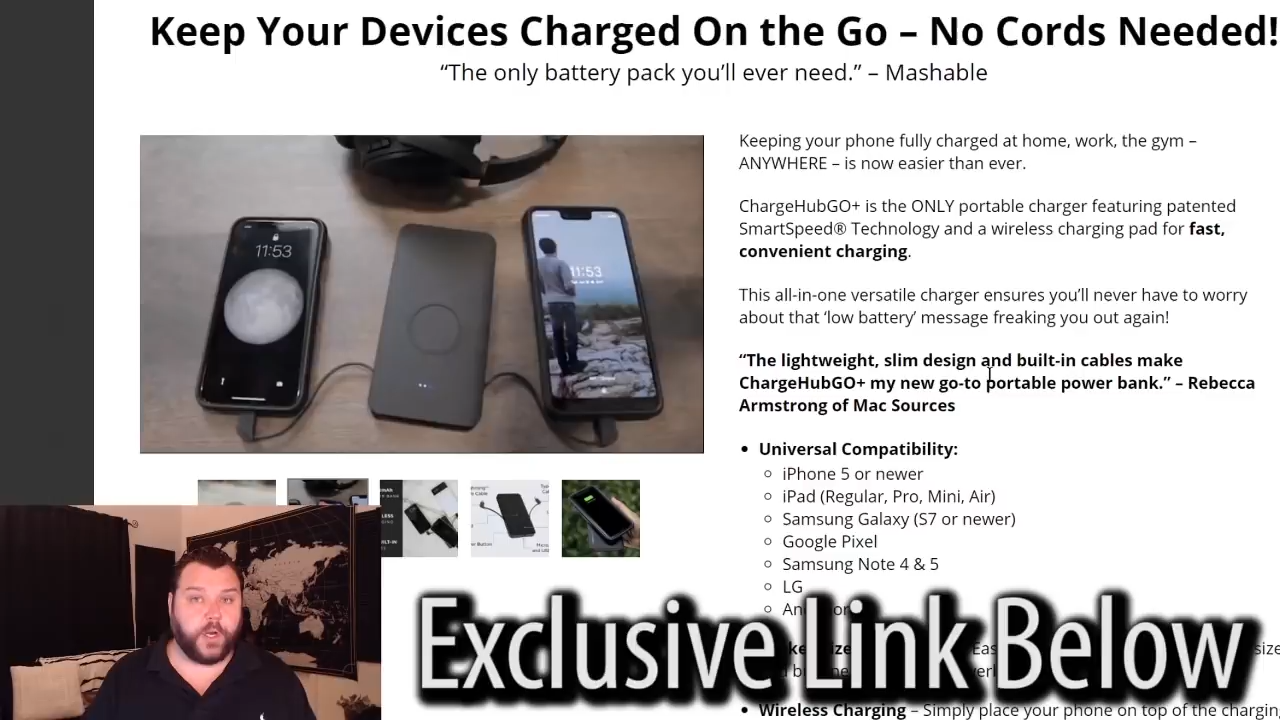 Keep Your Devices Charged On the Go – No Cords Needed!
“The only battery pack you’ll ever need.” – Mashable
Keeping your phone fully charged at home, work, the gym –
ANYWHERE – is now easier than ever.
ChargeHubGO+ is the ONLY portable charger featuring patented
SmartSpeed® Technology and a wireless charging pad for fast,
convenient charging.
This all-in-one versatile charger ensures you’ll never have to worry
about that ‘low battery’ message freaking you out again!
“The lightweight, slim design and built-in cables make
ChargeHubGO+ my new go-to portable power bank.” – Rebecca
Armstrong of Mac Sources
11:53
11:53
• Universal Compatibility:
iPhone 5 or newer
iPad (Regular, Pro, Mini, Air)
Samsung Galaxy (S7 or newer)
Google Pixel
Samsung Note 4 & 5
LG
Exclusive Link Below
• Wireless Charging – Simply place your phone on top of the charging